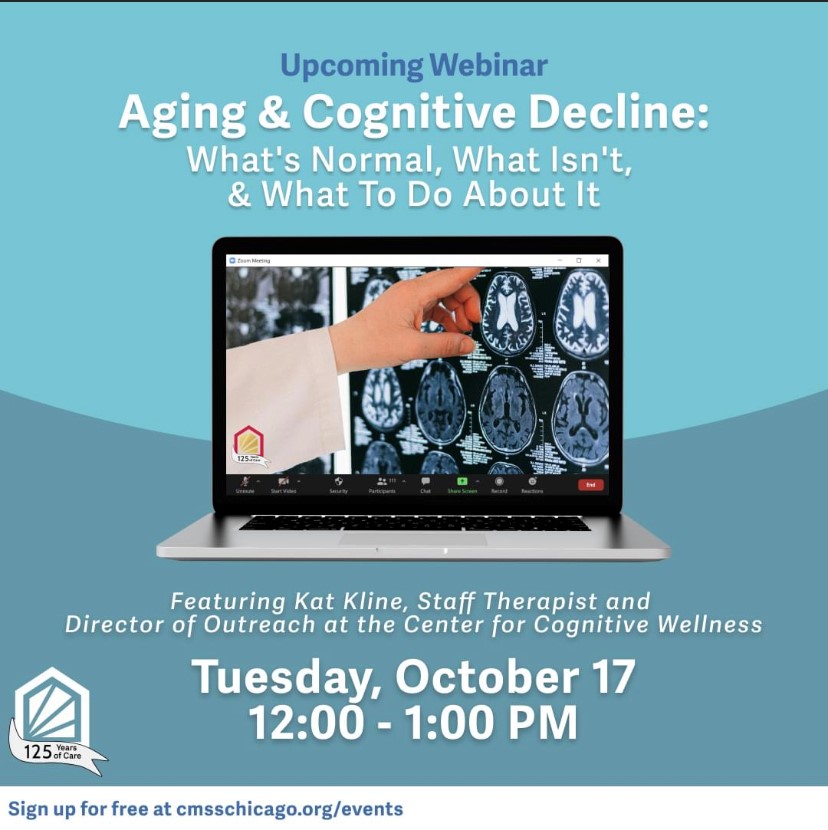 Upcoming Webinar
Aging & Cognitive Decline:
What's Normal, What Isn't,
& What To Do About It
Zoom Meeting
125
Unmute
Start Video
Security
Participants
Chat
Share Screen
Record
Reactions
End
Featuring Kat Kline, Staff Therapist and
Director of Outreach at the Center for Cognitive Wellness
Tuesday, October 17
12:00 - 1:00 PM
125 Years of Care
Sign up for free at cmsschicago.org/events